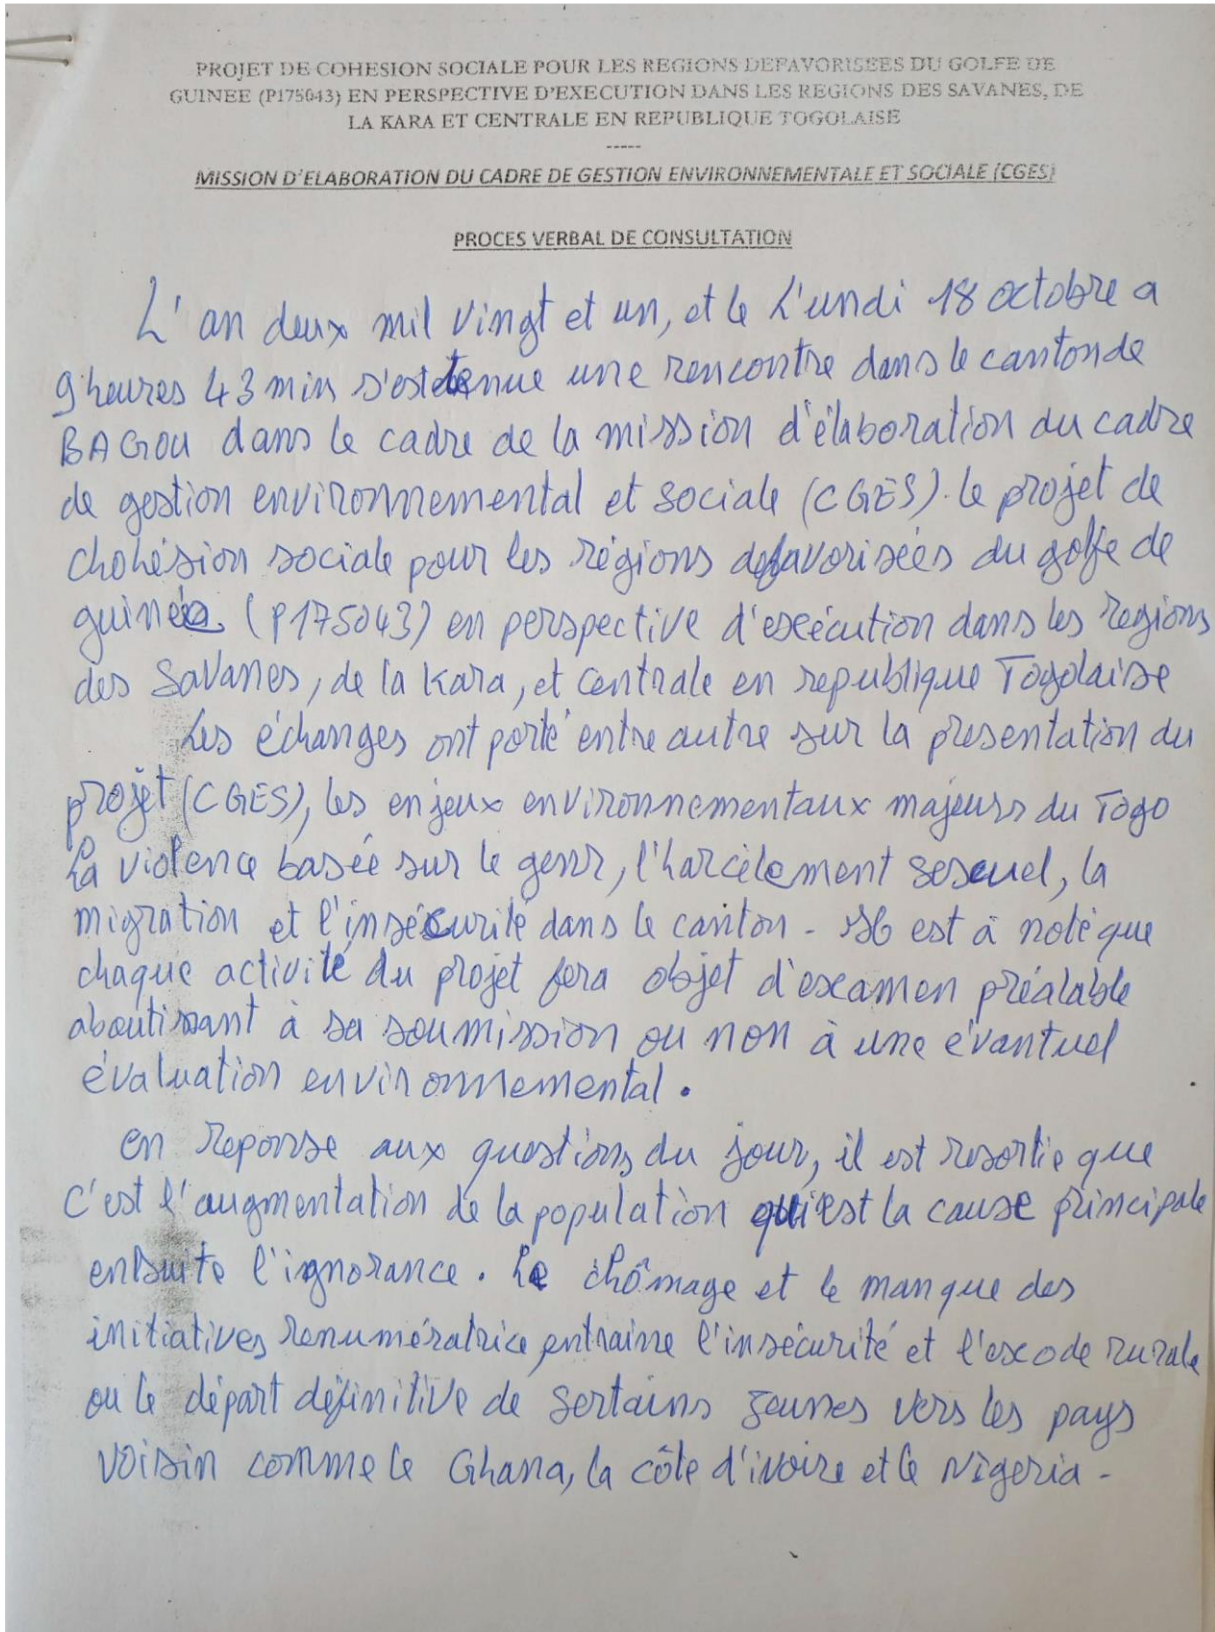 PROJET DE COHESION SOCIALE POUR LES REGIONS DEFAVORISEES DU GOLFE DE
GUINEE (P175043) EN PERSPECTIVE D'EXECUTION DANS LES REGIONS DES SAVANES, DE
LA KARA ET CENTRALE EN REPUBLIQUE TOGOLAISE
-----
MISSION D'ELABORATION DU CADRE DE GESTION ENVIRONNEMENTALE ET SOCIALE (CGES)
PROCES VERBAL DE CONSULTATION
L'an deux mil vingt et un, et le L'undi 18 octobre a
9 heures 43 min s'est tenue une rencontre dans le canton de
BAGOU dans le cadre de la mission d'élaboration du cadre
de gestion environnemental et sociale (CGES). le projet de
chohésion sociale pour les régions defavorisées du golfe de
guinée (P175043) en perspective d'exécution dans les regions
des Savanes, de la Kara, et Centrale en republique Togolaise
Les échanges ont porté entre autre sur la presentation du
projet (CGES), les enjeux environnementaux majeurs du Togo
La violence basée sur le genr, l'harcèlement sexuel, la
migration et l'insécurité dans le canton - Il est à noté que
chaque activité du projet fera objet d'examen préalable
aboutissant à sa soumission ou non à une évantuel
évaluation environnemental.
en reponse aux questions du jour, il est resortie que
C'est l'augmentation de la population qui est la cause principale
ensuite l'ignorance. Le chômage et le manque des
initiatives renumératrice entraine l'insécurité et l'exode rurale
ou le départ définitive de sertains jeunes vers les pays
voisin comme le Ghana, la côte d'ivoire et le Nigeria -